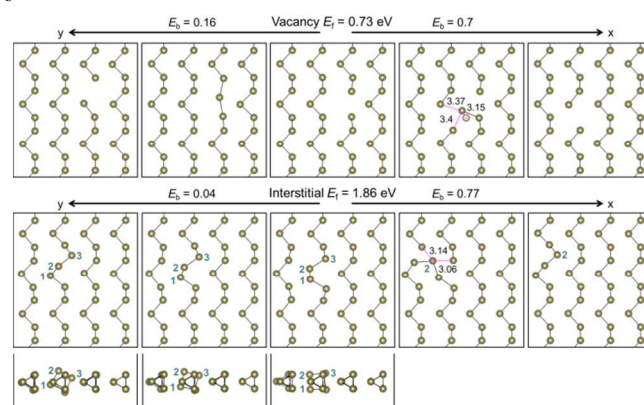 E_b = 0.16 Vacancy E_f = 0.73 eV E_b = 0.7
y x
3.37 3.15
3.4
E_b = 0.04 Interstitial E_f = 1.86 eV E_b = 0.77
y x
3 3 3 3.14 2
2 2 2 2 3.06
1 1 1
2 3 2 3 2 3
1 1 1